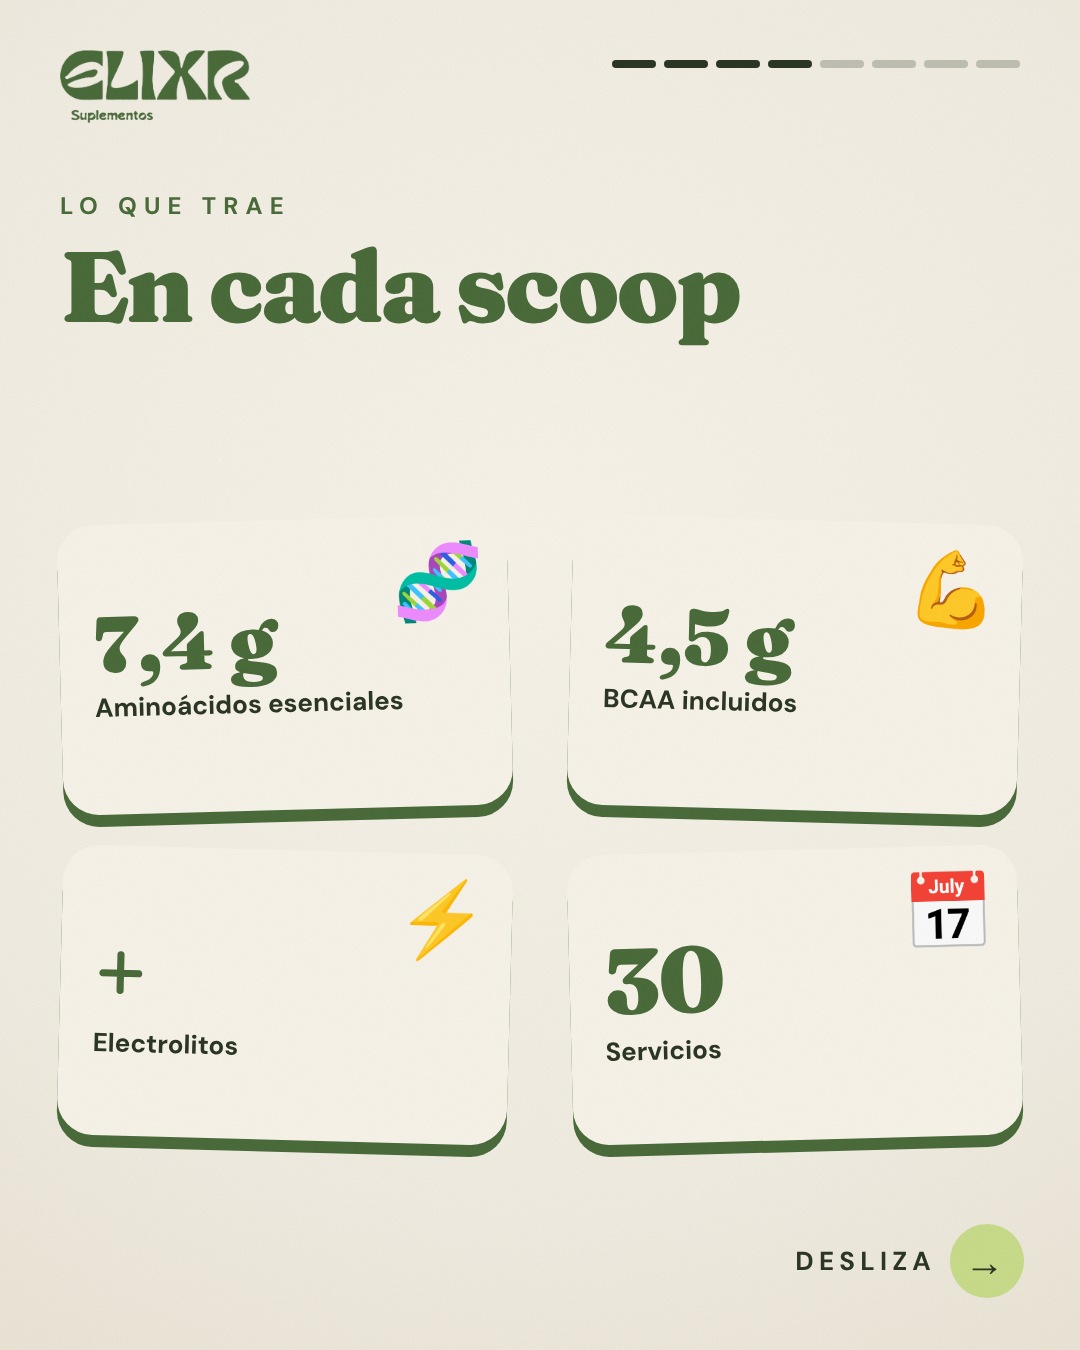 ELIXR
Suplementos
LO QUE TRAE
En cada scoop
7,4 g
Aminoácidos esenciales
4,5 g
BCAA incluidos
+
Electrolitos
July
17
30
Servicios
DESLIZA →